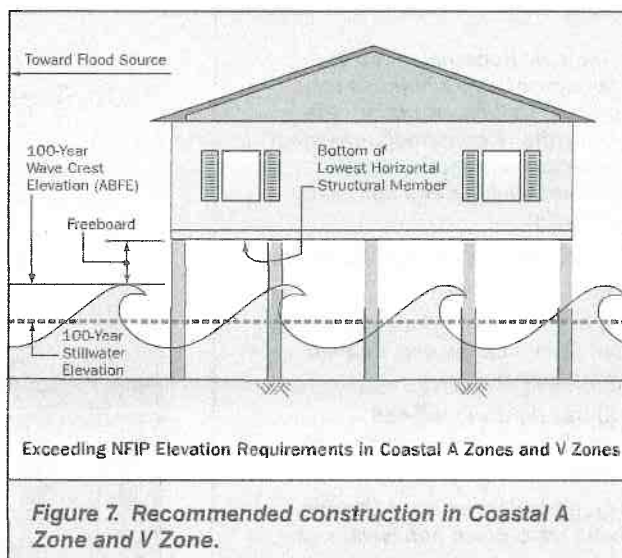 Toward Flood Source
100-Year
Wave Crest
Elevation (ABFE)
Freeboard
Bottom of
Lowest Horizontal
Structural Member
100-Year
Stillwater
Elevation
Exceeding NFIP Elevation Requirements in Coastal A Zones and V Zones
Figure 7. Recommended construction in Coastal A
Zone and V Zone.